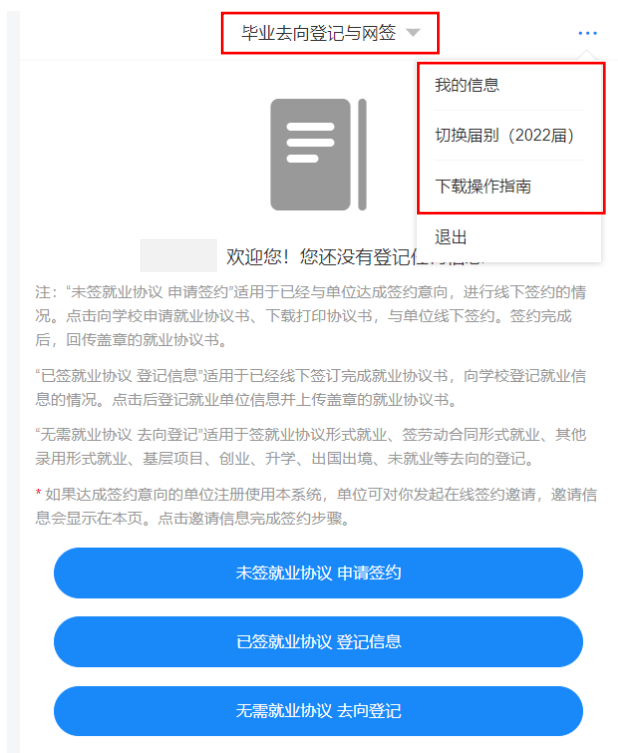 毕业去向登记与网签
我的信息
切换届别（2022届）
下载操作指南
退出
欢迎您！您还没有登记
注：“未签就业协议 申请签约”适用于已经与单位达成签约意向，进行线下签约的情
况。点击向学校申请就业协议书、下载打印协议书，与单位线下签约。签约完成
后，回传盖章的就业协议书。
“已签就业协议 登记信息”适用于已经线下签订完成就业协议书，向学校登记就业信
息的情况。点击后登记就业单位信息并上传盖章的就业协议书。
“无需就业协议 去向登记”适用于签就业协议形式就业、签劳动合同形式就业、其他
录用形式就业、基层项目、创业、升学、出国出境、未就业等去向的登记。
* 如果达成签约意向的单位注册使用本系统，单位可对你发起在线签约邀请，邀请信
息会显示在本页。点击邀请信息完成签约步骤。
未签就业协议 申请签约
已签就业协议 登记信息
无需就业协议 去向登记